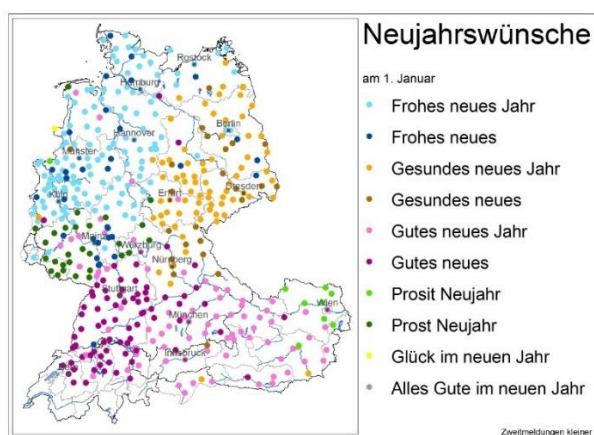 Neujahrswünsche
am 1. Januar
Frohes neues Jahr
Frohes neues
Gesundes neues Jahr
Gesundes neues
Gutes neues Jahr
Gutes neues
Prosit Neujahr
Prost Neujahr
Glück im neuen Jahr
Alles Gute im neuen Jahr
Zweitmeldungen kleiner
Rostock
Hamburg
Berlin
Hannover
Münster
Köln
Erfurt
Dresden
Mainz
Würzburg
Nürnberg
Stuttgart
München
Wien
Innsbruck